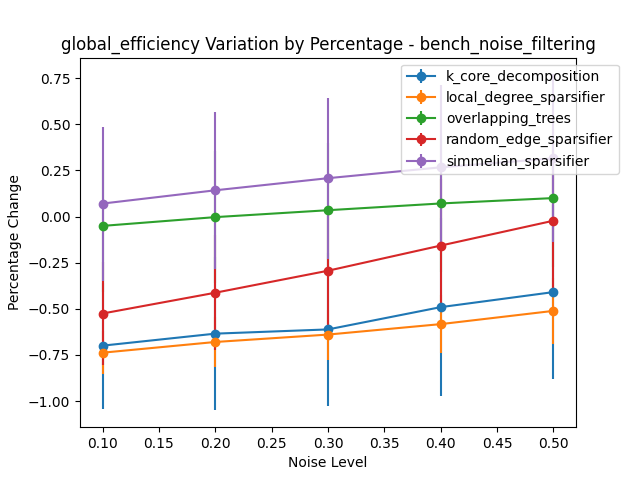 global_efficiency Variation by Percentage - bench_noise_filtering
k_core_decomposition
local_degree_sparsifier
overlapping_trees
random_edge_sparsifier
simmelian_sparsifier
Percentage Change
0.75
0.50
0.25
0.00
−0.25
−0.50
−0.75
−1.00
0.10 0.15 0.20 0.25 0.30 0.35 0.40 0.45 0.50
Noise Level